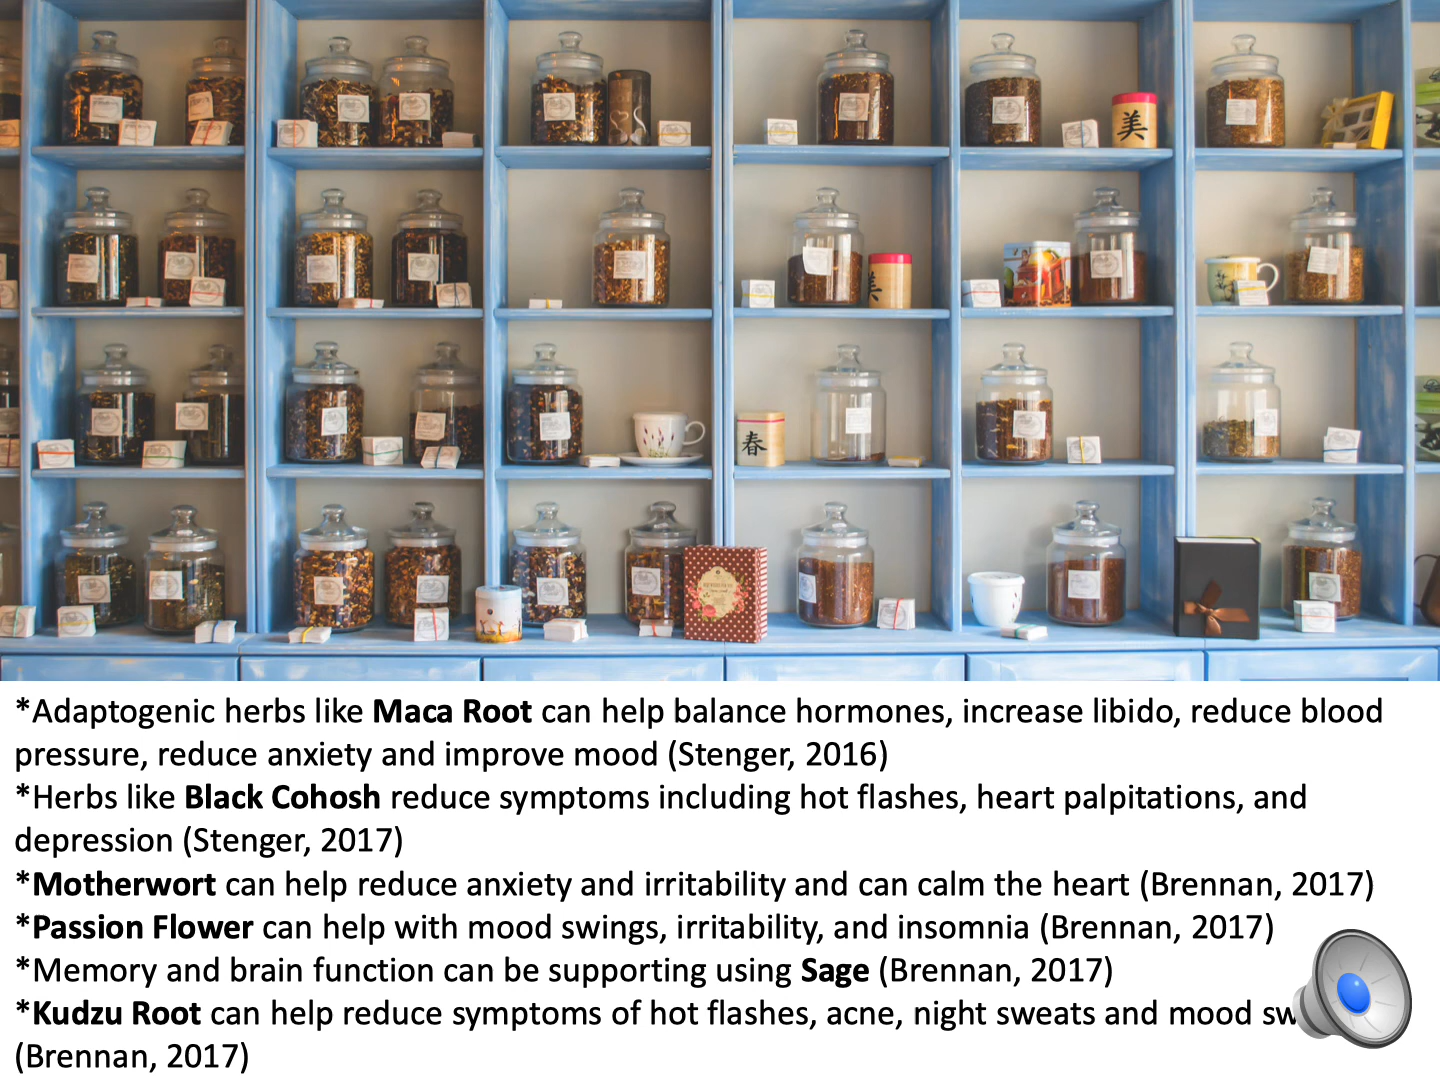 美
美
春
*Adaptogenic herbs like Maca Root can help balance hormones, increase libido, reduce blood
pressure, reduce anxiety and improve mood (Stenger, 2016)
*Herbs like Black Cohosh reduce symptoms including hot flashes, heart palpitations, and
depression (Stenger, 2017)
*Motherwort can help reduce anxiety and irritability and can calm the heart (Brennan, 2017)
*Passion Flower can help with mood swings, irritability, and insomnia (Brennan, 2017)
*Memory and brain function can be supporting using Sage (Brennan, 2017)
*Kudzu Root can help reduce symptoms of hot flashes, acne, night sweats and mood sw
(Brennan, 2017)